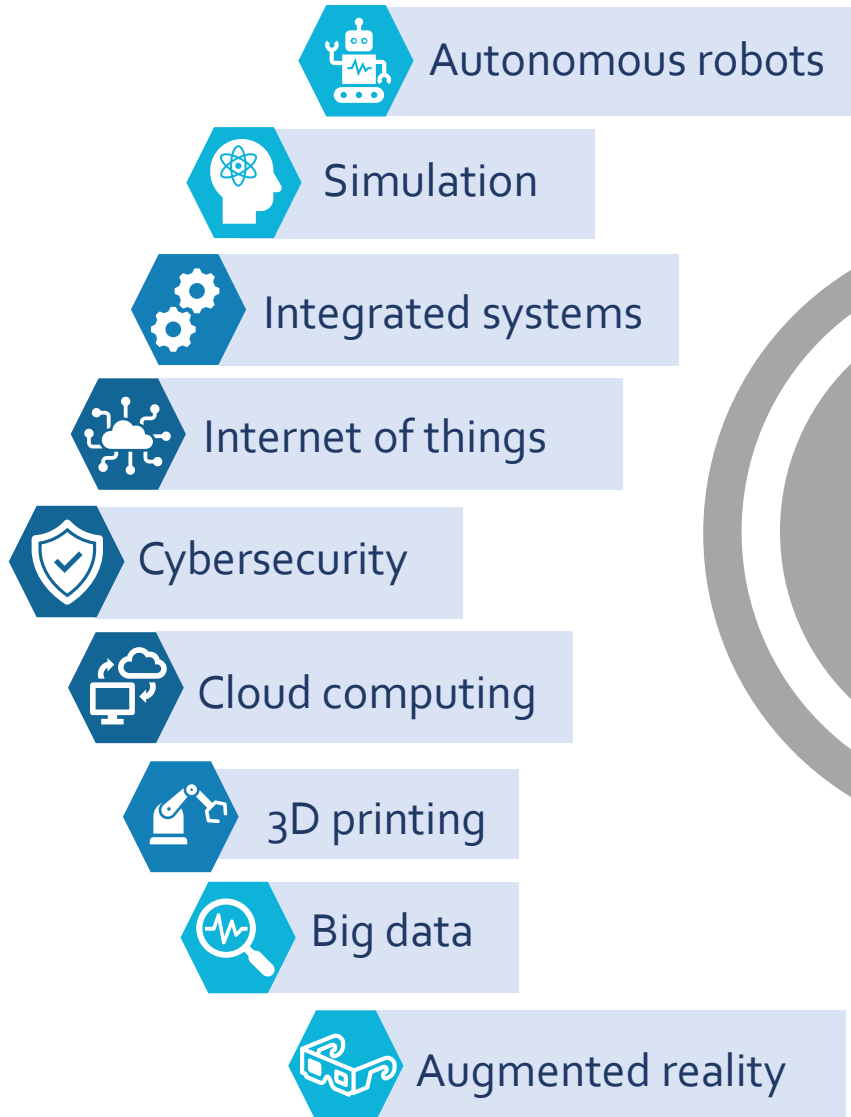 Autonomous robots
Simulation
Integrated systems
Internet of things
Cybersecurity
Cloud computing
3D printing
Big data
Augmented reality